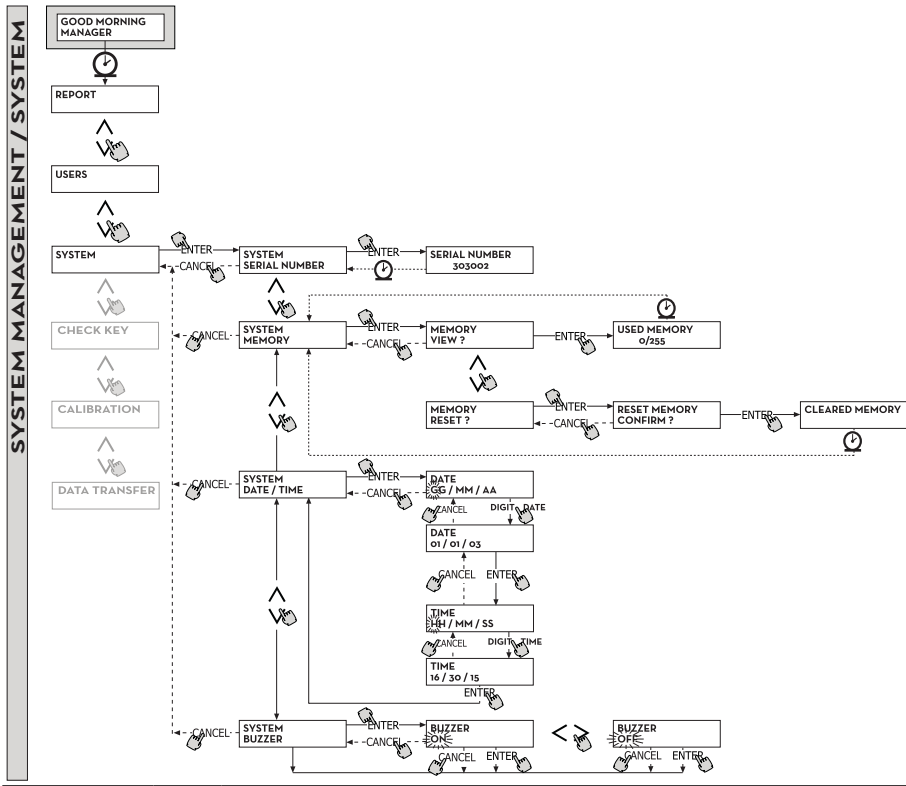 SYSTEM MANAGEMENT / SYSTEM
GOOD MORNING
MANAGER
REPORT
USERS
SYSTEM
ENTER
CANCEL
SYSTEM
SERIAL NUMBER
ENTER
SERIAL NUMBER
303002
CHECK KEY
CANCEL
SYSTEM
MEMORY
ENTER
CANCEL
MEMORY
VIEW ?
ENTER
USED MEMORY
0/255
CALIBRATION
MEMORY
RESET ?
ENTER
CANCEL
RESET MEMORY
CONFIRM ?
ENTER
CLEARED MEMORY
DATA TRANSFER
CANCEL
SYSTEM
DATE / TIME
ENTER
CANCEL
DATE
GG / MM / AA
CANCEL
DIGIT DATE
DATE
01 / 01 / 03
CANCEL
ENTER
TIME
HH / MM / SS
CANCEL
DIGIT TIME
TIME
16 / 30 / 15
ENTER
CANCEL
SYSTEM
BUZZER
ENTER
CANCEL
BUZZER
ON
BUZZER
OFF
CANCEL
ENTER
CANCEL
ENTER